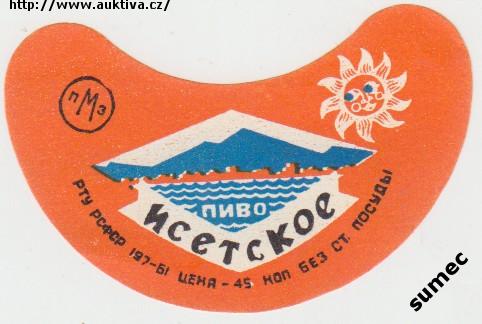 http://www.auktiva.cz/
ПМЗ
ПИВО
ИСЕТСКОЕ
РТУ РСФСР 197-61 ЦЕНА - 45 КОП БЕЗ СТ. ПОСУДЫ
sumec